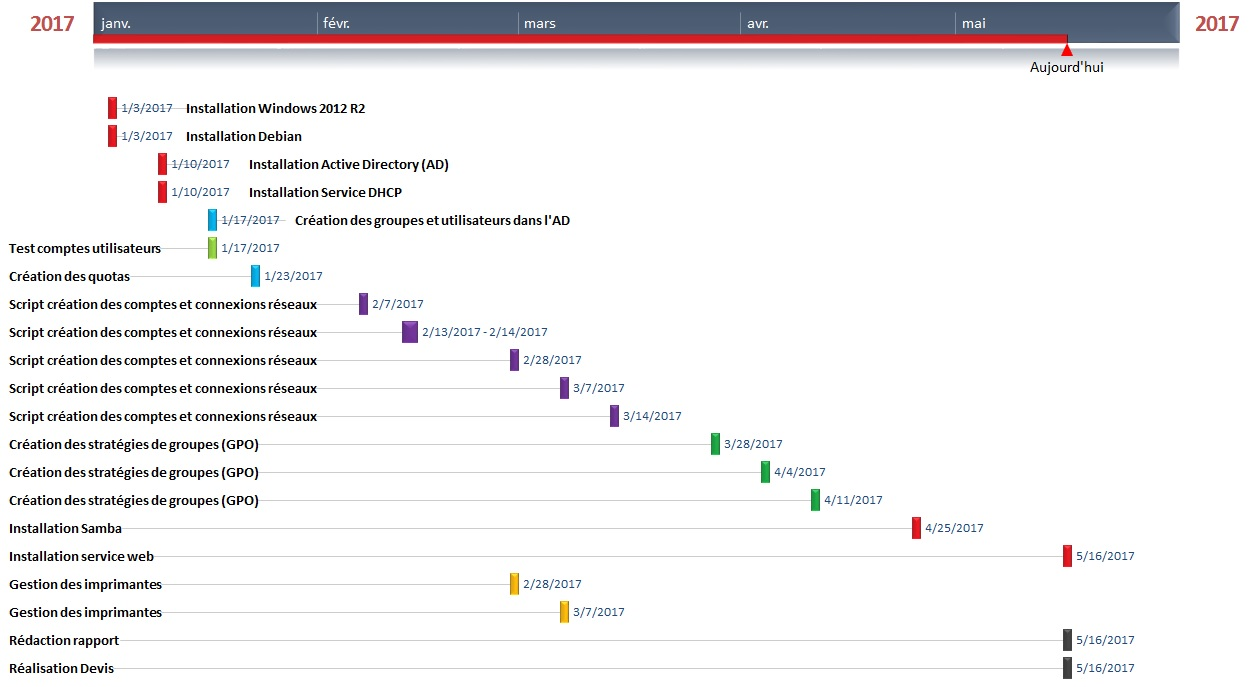 2017 janv. févr. mars avr. mai 2017
Aujourd'hui
1/3/2017 Installation Windows 2012 R2
1/3/2017 Installation Debian
1/10/2017 Installation Active Directory (AD)
1/10/2017 Installation Service DHCP
1/17/2017 Création des groupes et utilisateurs dans l'AD
Test comptes utilisateurs 1/17/2017
Création des quotas 1/23/2017
Script création des comptes et connexions réseaux 2/7/2017
Script création des comptes et connexions réseaux 2/13/2017 - 2/14/2017
Script création des comptes et connexions réseaux 2/28/2017
Script création des comptes et connexions réseaux 3/7/2017
Script création des comptes et connexions réseaux 3/14/2017
Création des stratégies de groupes (GPO) 3/28/2017
Création des stratégies de groupes (GPO) 4/4/2017
Création des stratégies de groupes (GPO) 4/11/2017
Installation Samba 4/25/2017
Installation service web 5/16/2017
Gestion des imprimantes 2/28/2017
Gestion des imprimantes 3/7/2017
Rédaction rapport 5/16/2017
Réalisation Devis 5/16/2017